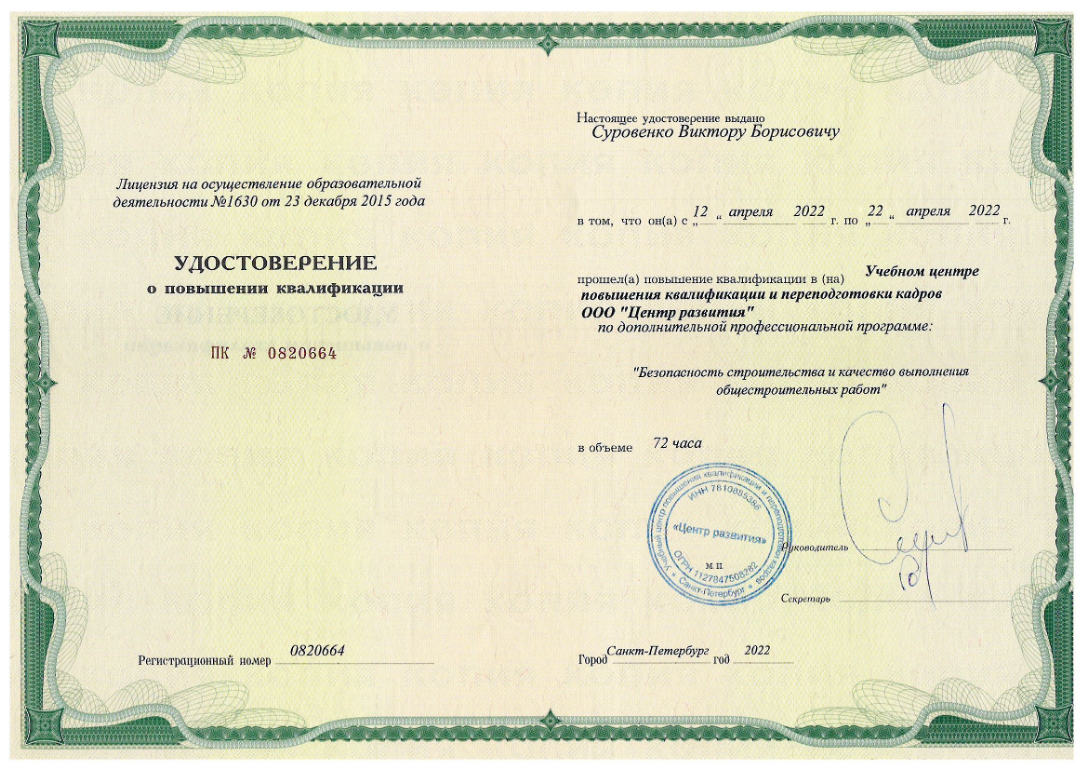 Лицензия на осуществление образовательной
деятельности №1630 от 23 декабря 2015 года
УДОСТОВЕРЕНИЕ
о повышении квалификации
ПК № 0820664
Регистрационный номер 0820664
Настоящее удостоверение выдано
Суровенко Виктору Борисовичу
в том, что он(а) с „12“ апреля 2022 г. по „22“ апреля 2022 г.
прошел(а) повышение квалификации в (на) Учебном центре
повышения квалификации и переподготовки кадров
ООО "Центр развития"
по дополнительной профессиональной программе:
"Безопасность строительства и качество выполнения
общестроительных работ"
в объеме 72 часа
Учебный центр повышения квалификации и переподготовки кадров
ИНН 7810855386
«Центр развития»
М П
ОГРН 1127847508782
* Санкт-Петербург *
Руководитель
Секретарь
Город Санкт-Петербург год 2022